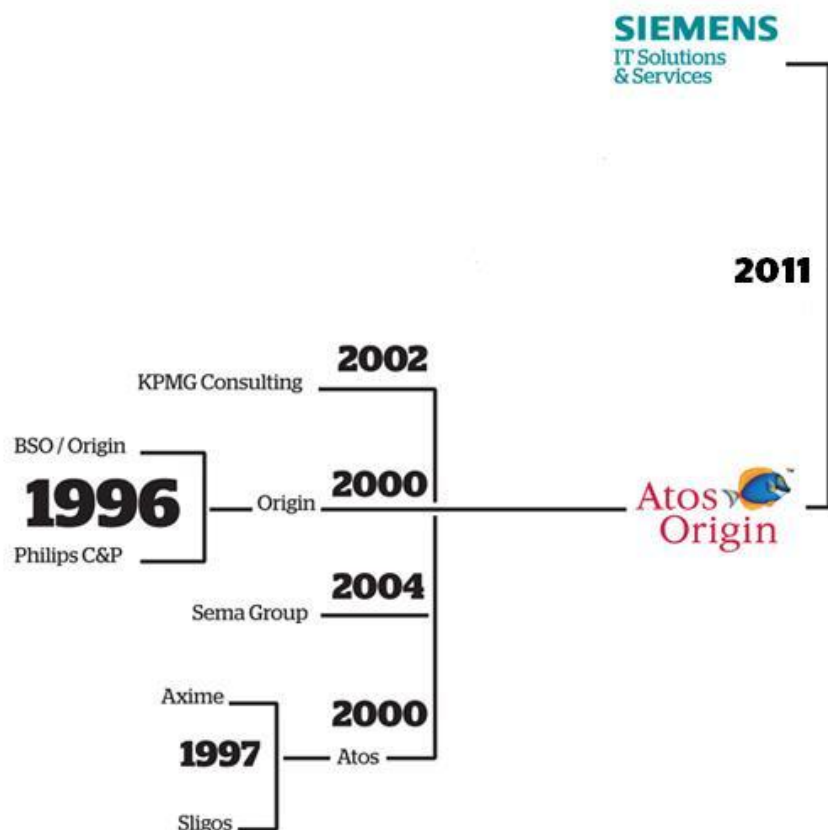 SIEMENS
IT Solutions
& Services
2011
2002
KPMG Consulting
BSO / Origin
1996
Origin
2000
Philips C&P
2004
Sema Group
Axime
2000
1997
Atos
Sligos
Atos
Origin
™